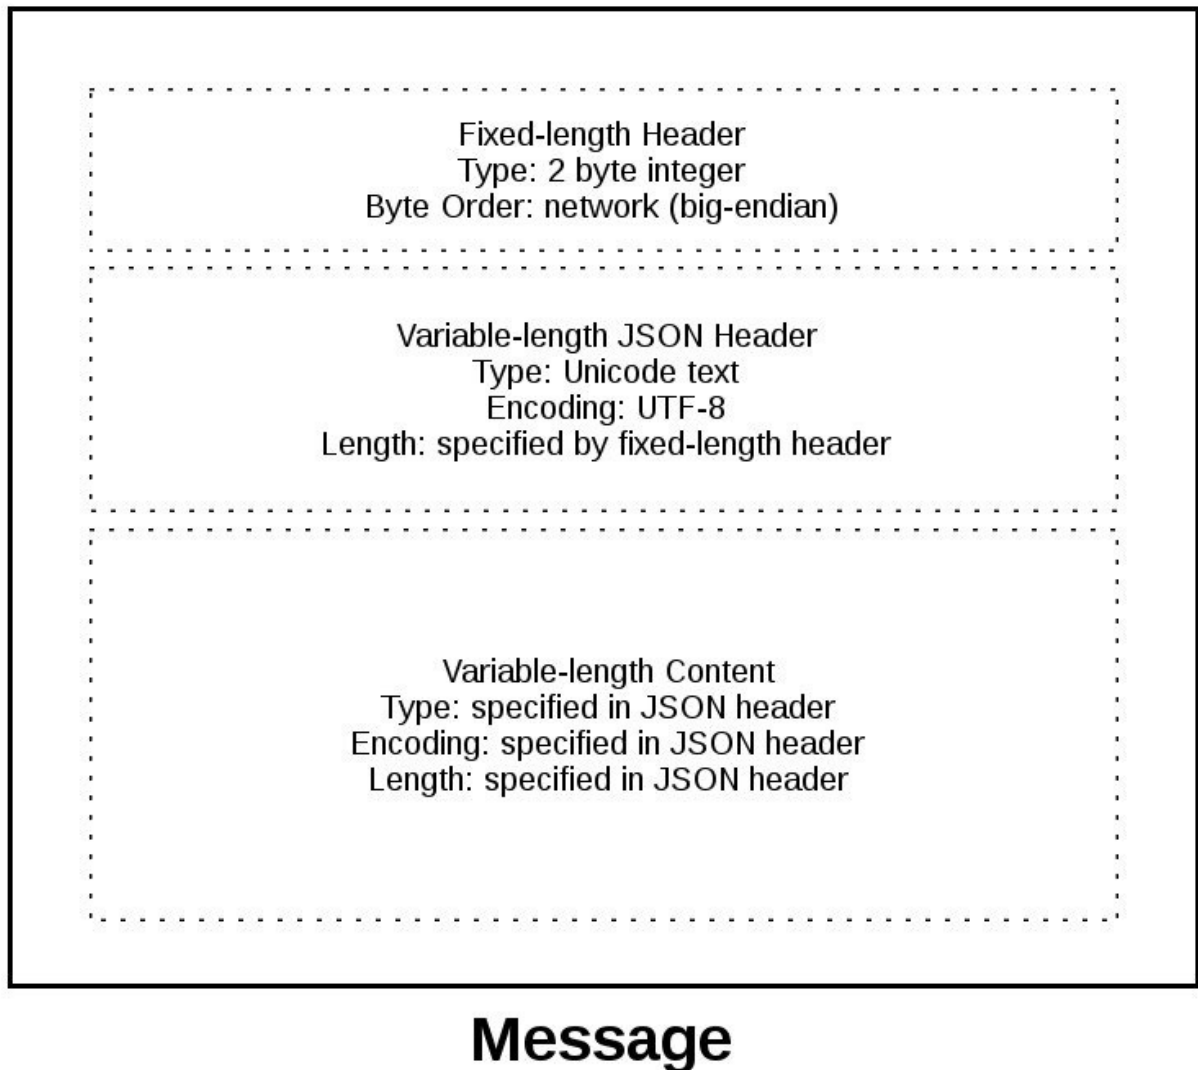 Fixed-length Header
Type: 2 byte integer
Byte Order: network (big-endian)
Variable-length JSON Header
Type: Unicode text
Encoding: UTF-8
Length: specified by fixed-length header
Variable-length Content
Type: specified in JSON header
Encoding: specified in JSON header
Length: specified in JSON header
Message